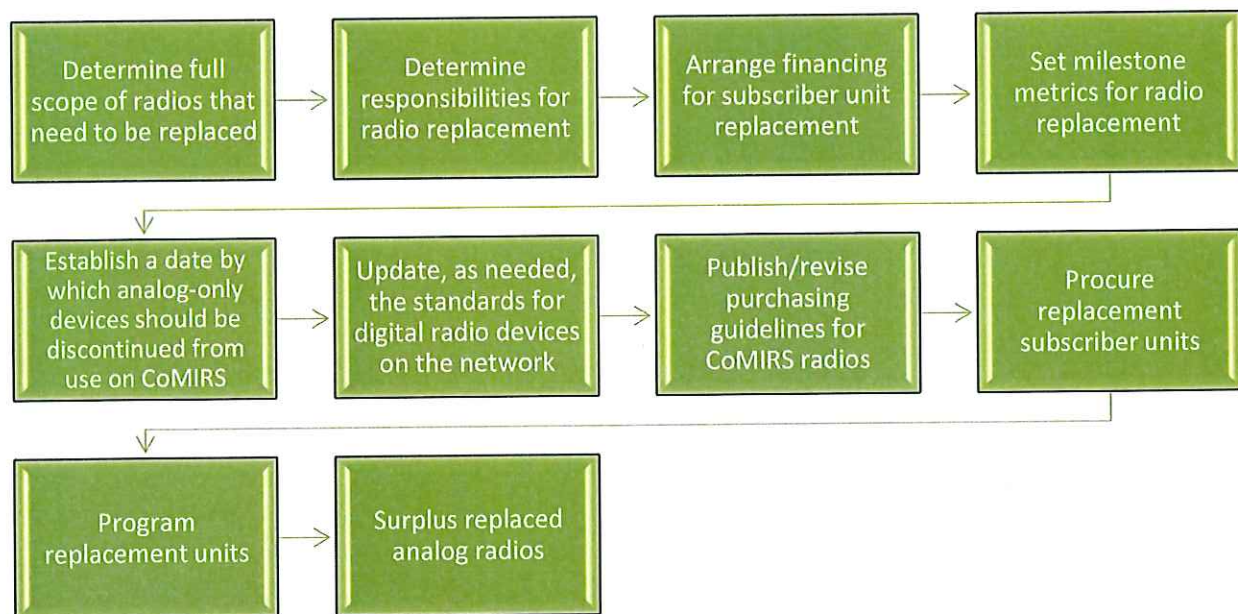 Determine full
scope of radios that
need to be replaced
Determine
responsibilities for
radio replacement
Arrange financing
for subscriber unit
replacement
Set milestone
metrics for radio
replacement
Establish a date by
which analog-only
devices should be
discontinued from
use on CoMIRS
Update, as needed,
the standards for
digital radio devices
on the network
Publish/revise
purchasing
guidelines for
CoMIRS radios
Procure
replacement
subscriber units
Program
replacement units
Surplus replaced
analog radios